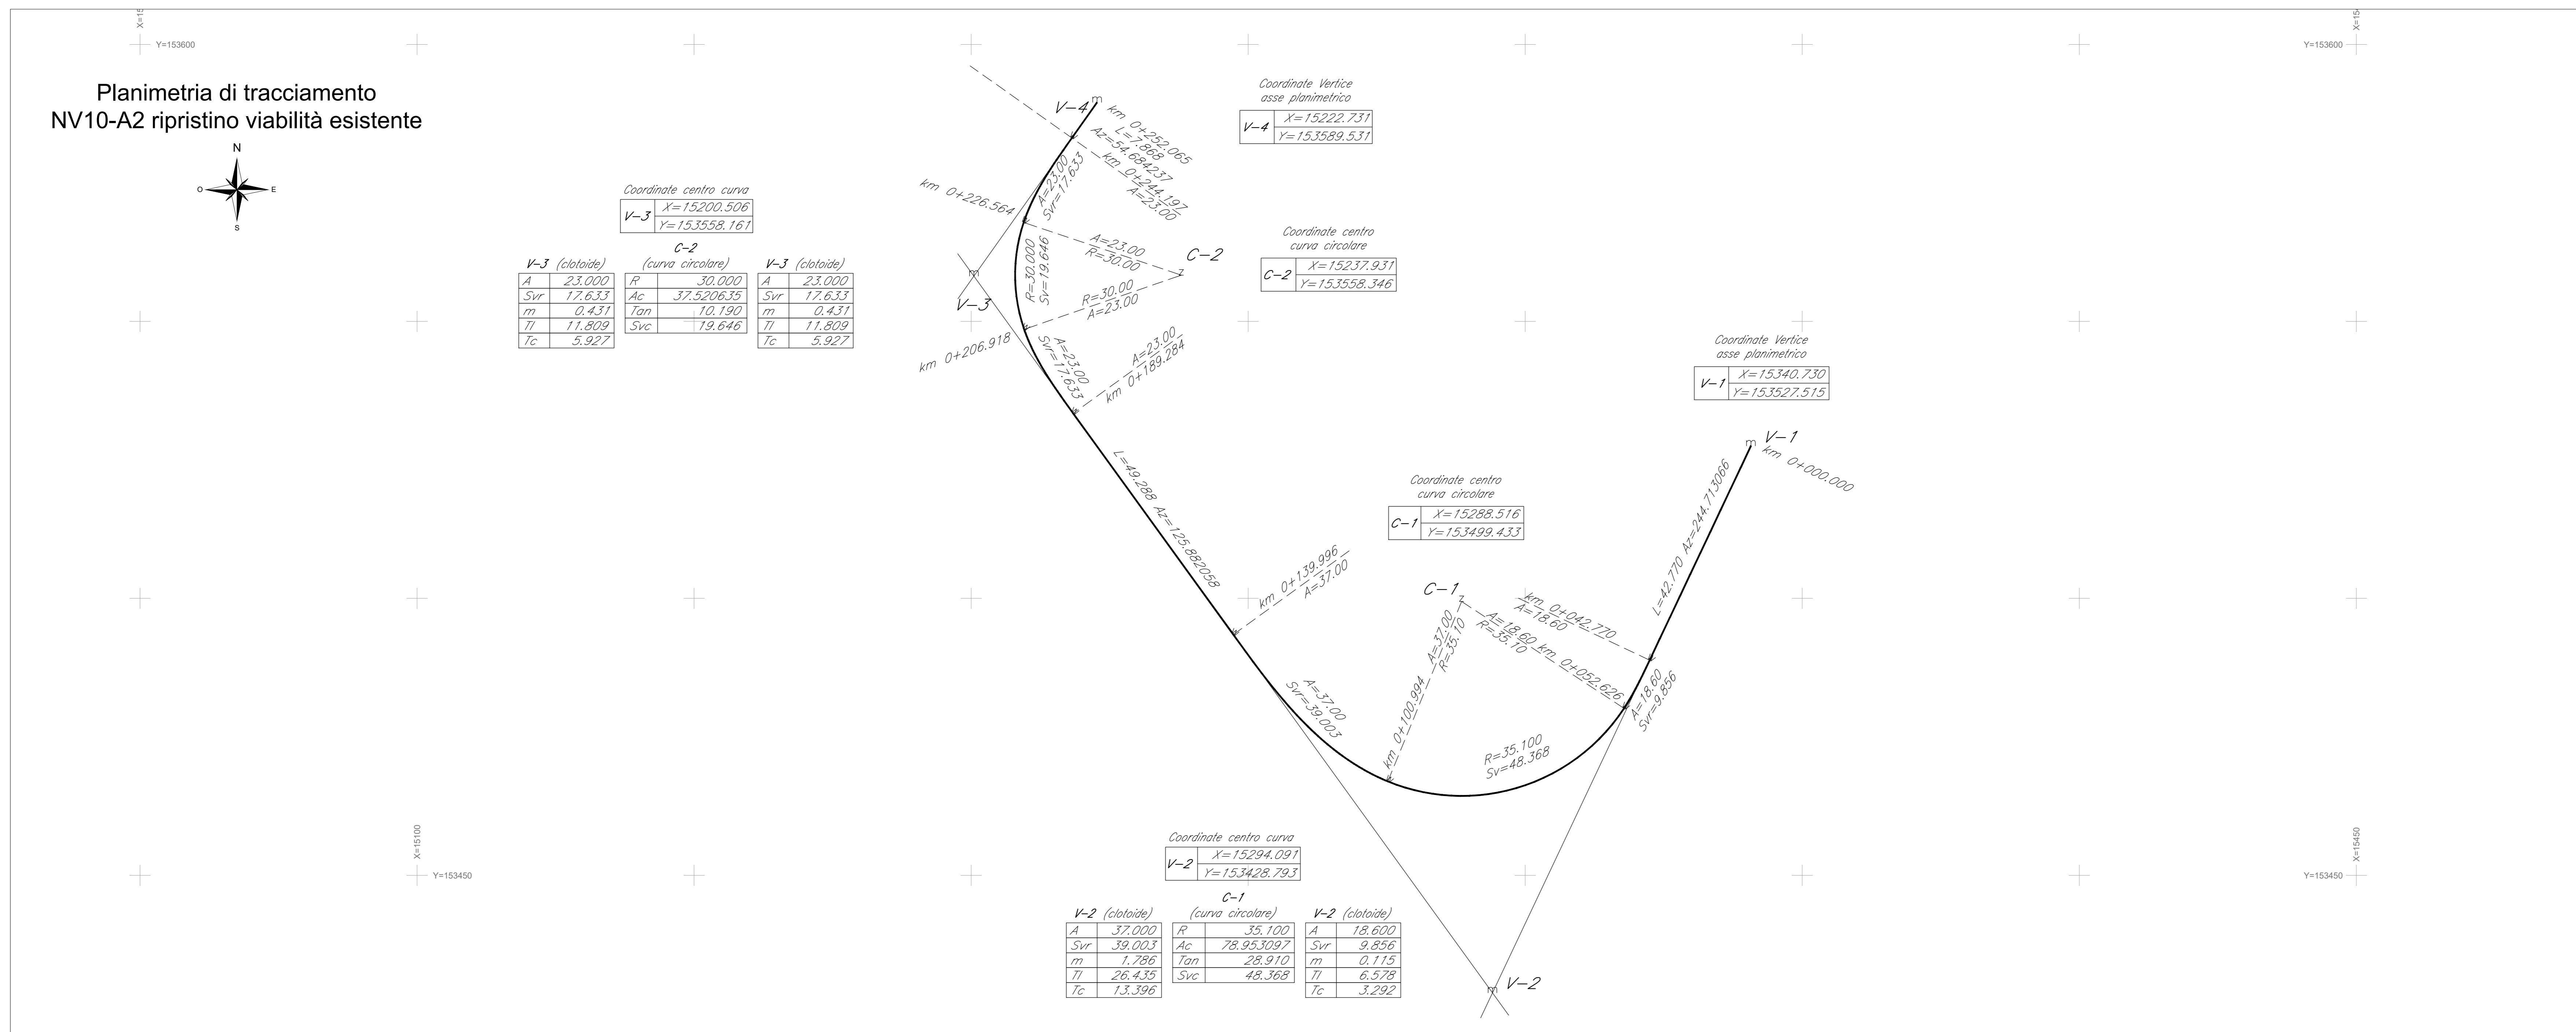 X=15
X=15
Y=153600
Y=153600
Planimetria di tracciamento
NV10-A2 ripristino viabilità esistente
N
O
E
S
Coordinate centro curva
V-3
X=15200.506
Y=153558.161
C-2
V-3 (clotoide)
(curva circolare)
V-3 (clotoide)
A 23.000
R 30.000
A 23.000
Svr 17.633
Ac 37.520635
Svr 17.633
m 0.431
Tan 10.190
m 0.431
Tl 11.809
Svc 19.646
Tl 11.809
Tc 5.927
Tc 5.927
V-4
m
km 0+252.065
L=7.868
Az=54.684237
km 0+244.197
A=23.00
A=23.00
Svr=17.633
km 0+226.564
A=23.00
R=30.00
C-2
R=30.000
Sv=19.646
R=30.00
A=23.00
m
V-3
km 0+206.918
A=23.00
Svr=17.633
A=23.00
km 0+189.284
Coordinate Vertice
asse planimetrico
V-4
X=15222.731
Y=153589.531
Coordinate centro
curva circolare
C-2
X=15237.931
Y=153558.346
Coordinate Vertice
asse planimetrico
V-1
X=15340.730
Y=153527.515
m
V-1
km 0+000.000
L=49.288 Az=125.882058
L=42.770 Az=244.713066
Coordinate centro
curva circolare
C-1
X=15288.516
Y=153499.433
km 0+139.996
A=37.00
C-1
km 0+042.770
A=18.60
A=18.60 km 0+052.626
R=35.10
A=37.00
R=35.10
km 0+100.994
A=37.00
Svr=39.003
A=18.60
Svr=9.856
R=35.100
Sv=48.368
X=15100
Y=153450
X=15450
Y=153450
Coordinate centro curva
V-2
X=15294.091
Y=153428.793
C-1
V-2 (clotoide)
(curva circolare)
V-2 (clotoide)
A 37.000
R 35.100
A 18.600
Svr 39.003
Ac 78.953097
Svr 9.856
m 1.786
Tan 28.910
m 0.115
Tl 26.435
Svc 48.368
Tl 6.578
Tc 13.396
Tc 3.292
m
V-2